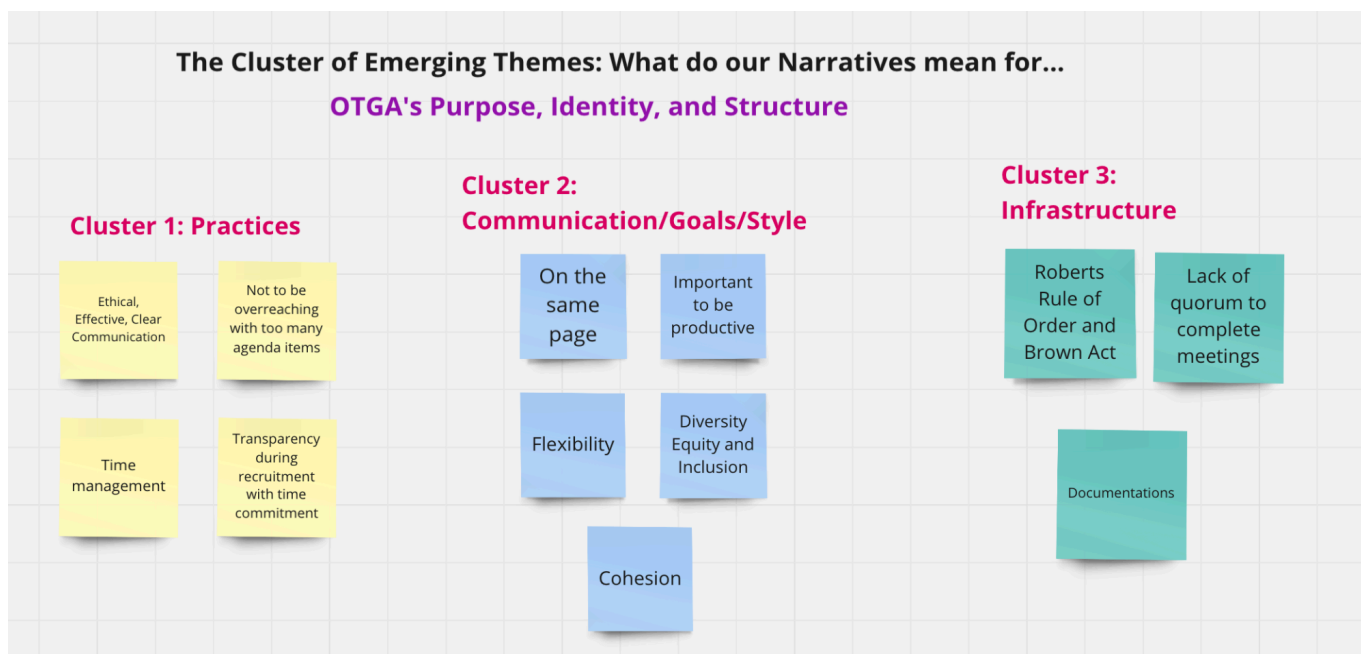 The Cluster of Emerging Themes: What do our Narratives mean for...
OTGA's Purpose, Identity, and Structure
Cluster 1: Practices
Ethical,
Effective, Clear
Communication
Not to be
overreaching
with too many
agenda items
Time
management
Transparency
during
recruitment
with time
commitment
Cluster 2:
Communication/Goals/Style
On the
same
page
Important
to be
productive
Flexibility
Diversity
Equity and
Inclusion
Cohesion
Cluster 3:
Infrastructure
Roberts
Rule of
Order and
Brown Act
Lack of
quorum to
complete
meetings
Documentations